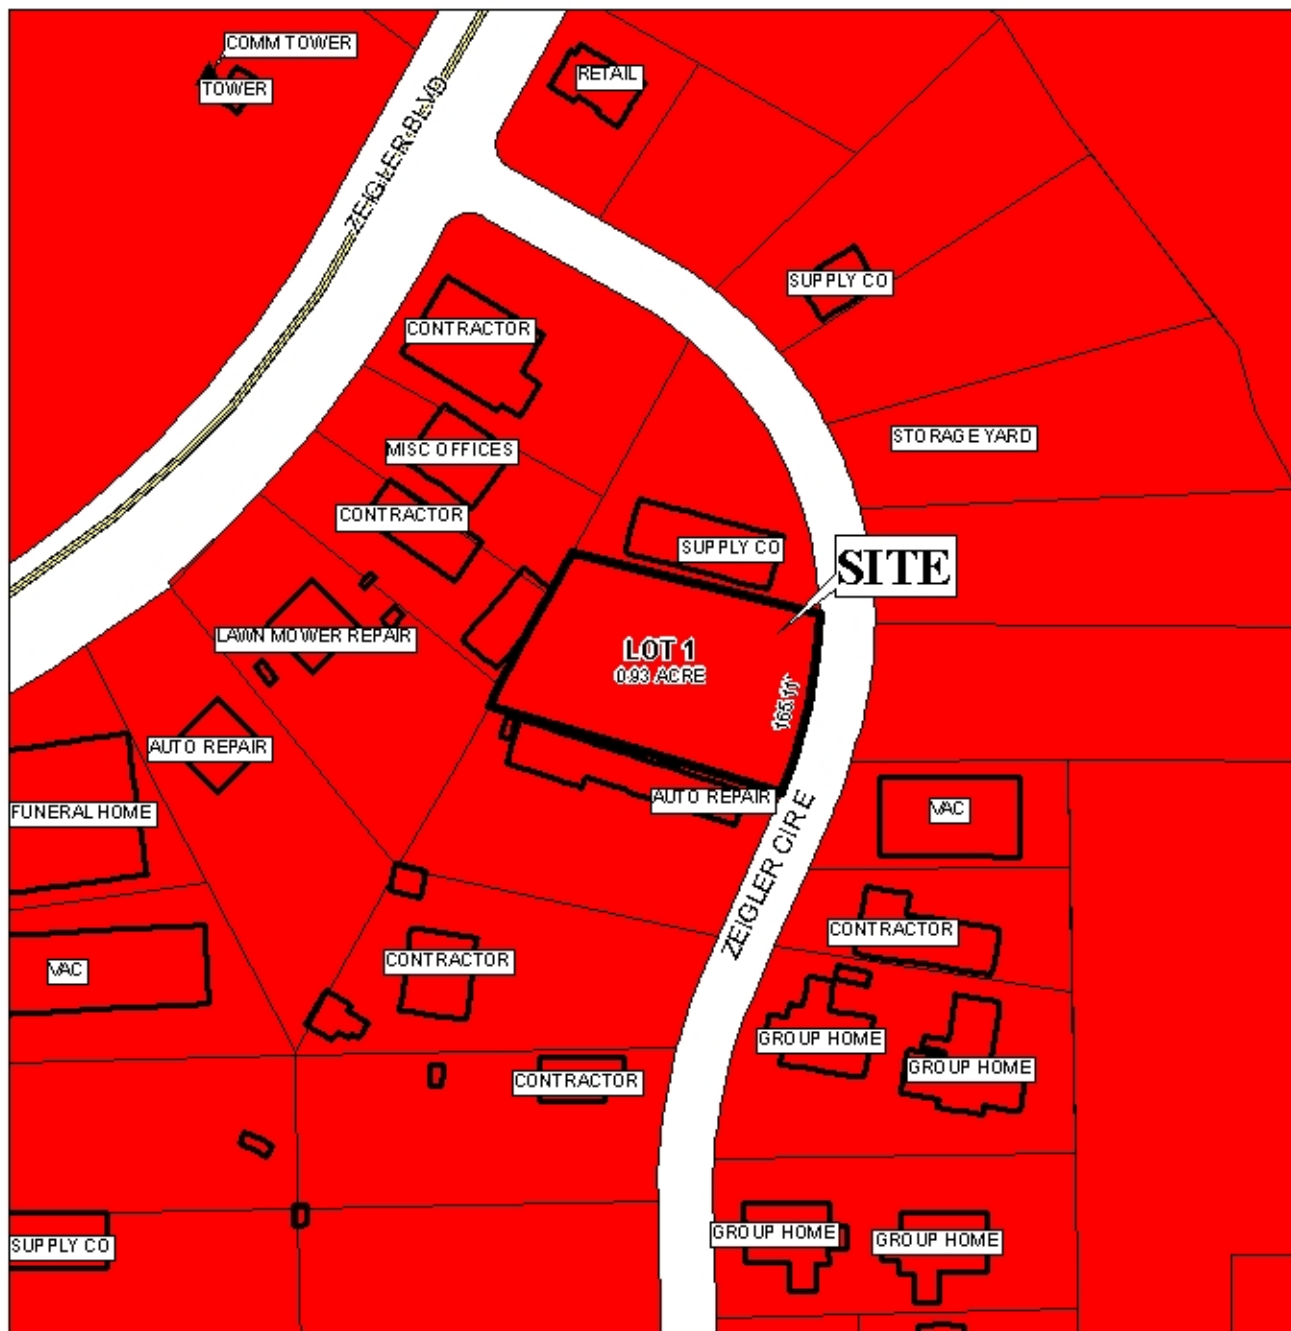 COMM TOWER
TOWER
RETAIL
ZEIGLER BLVD
SUPPLY CO
CONTRACTOR
STORAGE YARD
MISC OFFICES
CONTRACTOR
SUPPLY CO
SITE
LAWN MOWER REPAIR
LOT 1
0.93 ACRE
165.11'
AUTO REPAIR
AUTO REPAIR
FUNERAL HOME
VAC
ZEIGLER CIR E
CONTRACTOR
CONTRACTOR
VAC
GROUP HOME
GROUP HOME
CONTRACTOR
GROUP HOME
GROUP HOME
SUPPLY CO